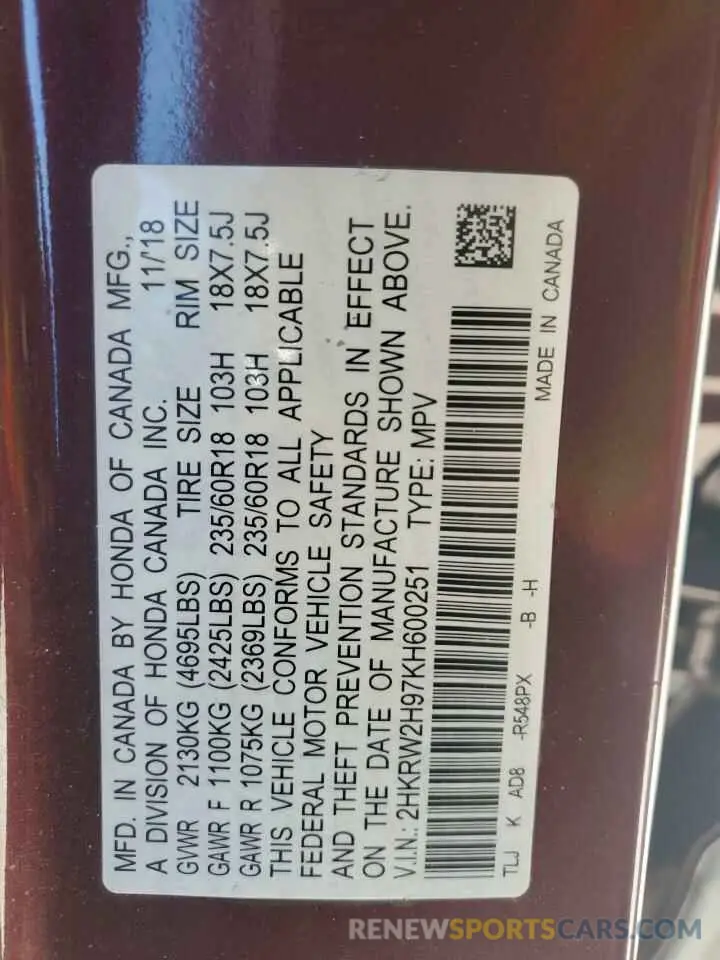 MFD. IN CANADA BY HONDA OF CANADA MFG.,
A DIVISION OF HONDA CANADA INC. 11/'18
GVWR 2130KG (4695LBS) TIRE SIZE RIM SIZE
GAWR F 1100KG (2425LBS) 235/60R18 103H 18X7.5J
GAWR R 1075KG (2369LBS) 235/60R18 103H 18X7.5J
THIS VEHICLE CONFORMS TO ALL APPLICABLE
FEDERAL MOTOR VEHICLE SAFETY
AND THEFT PREVENTION STANDARDS IN EFFECT
ON THE DATE OF MANUFACTURE SHOWN ABOVE.
V.I.N.: 2HKRW2H97KH600251 TYPE: MPV
TLJ K AD8 -R548PX -B -H
MADE IN CANADA
RENEWSPORTSCARS.COM